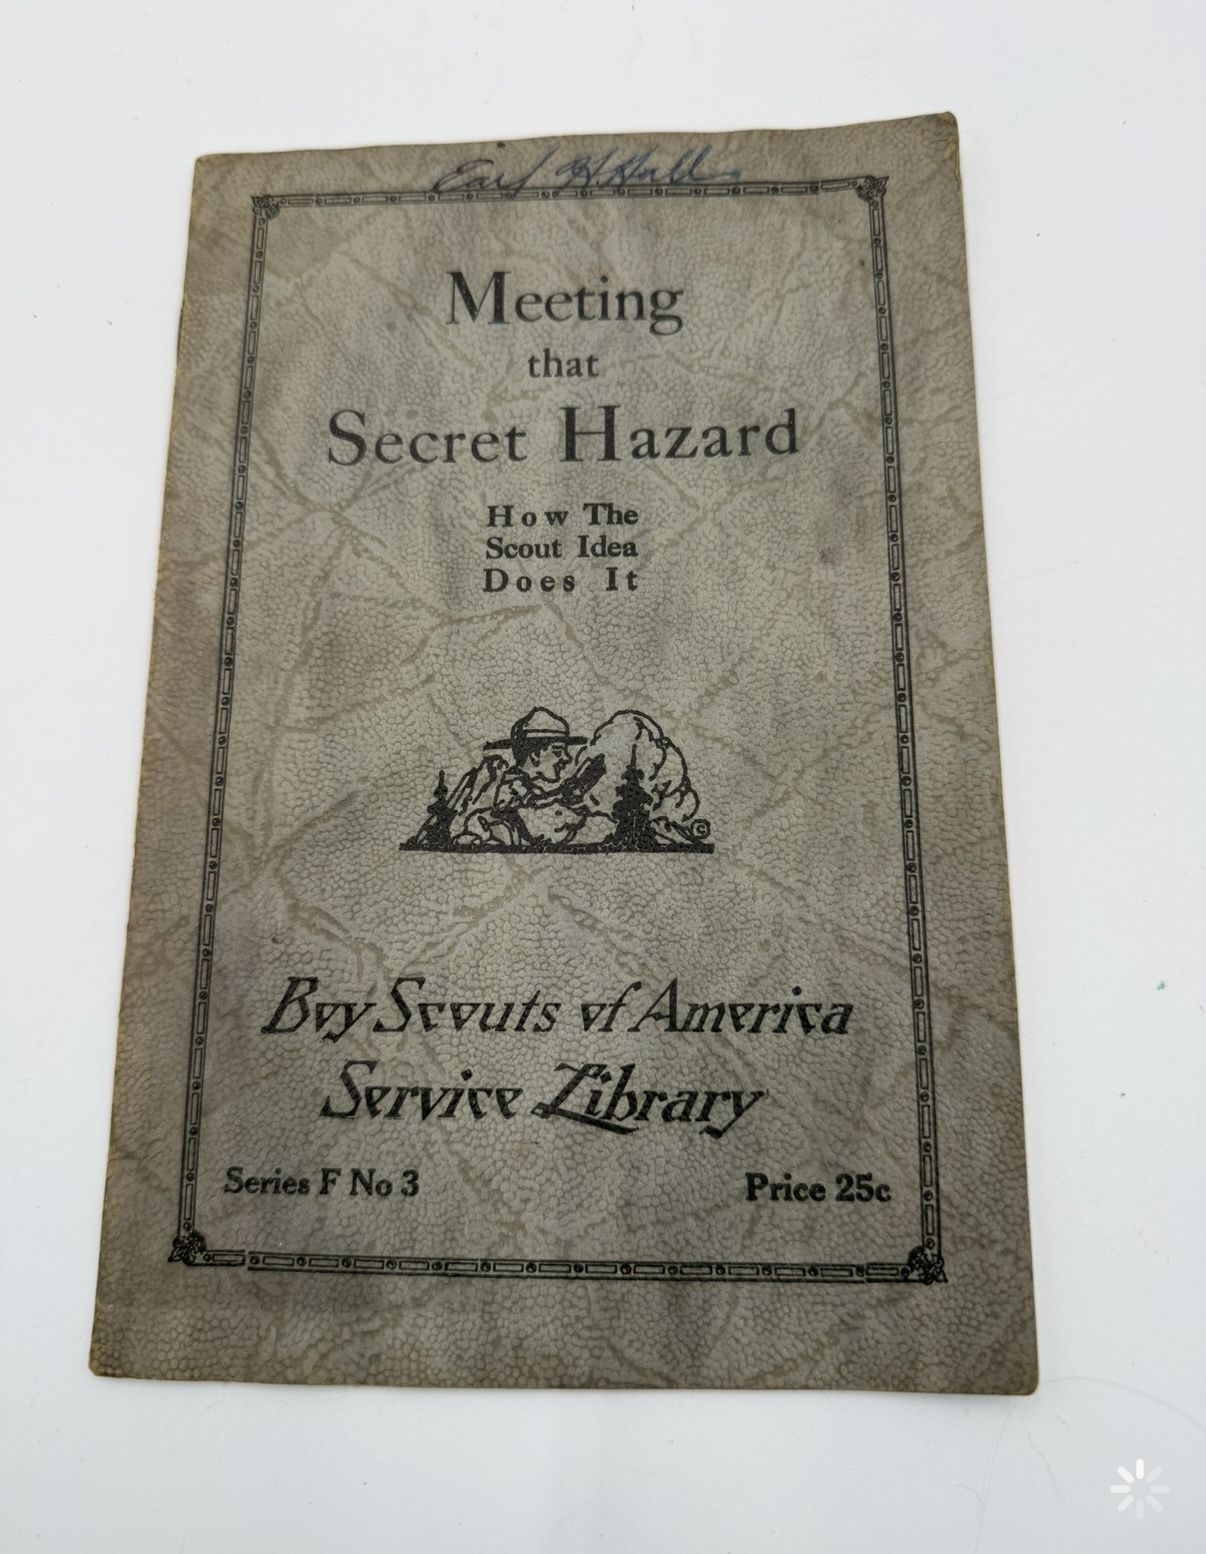 Earl H.
Meeting
that
Secret Hazard
How The
Scout Idea
Does It
©
Boy Scouts of America
Service Library
Series F No 3
Price 25c